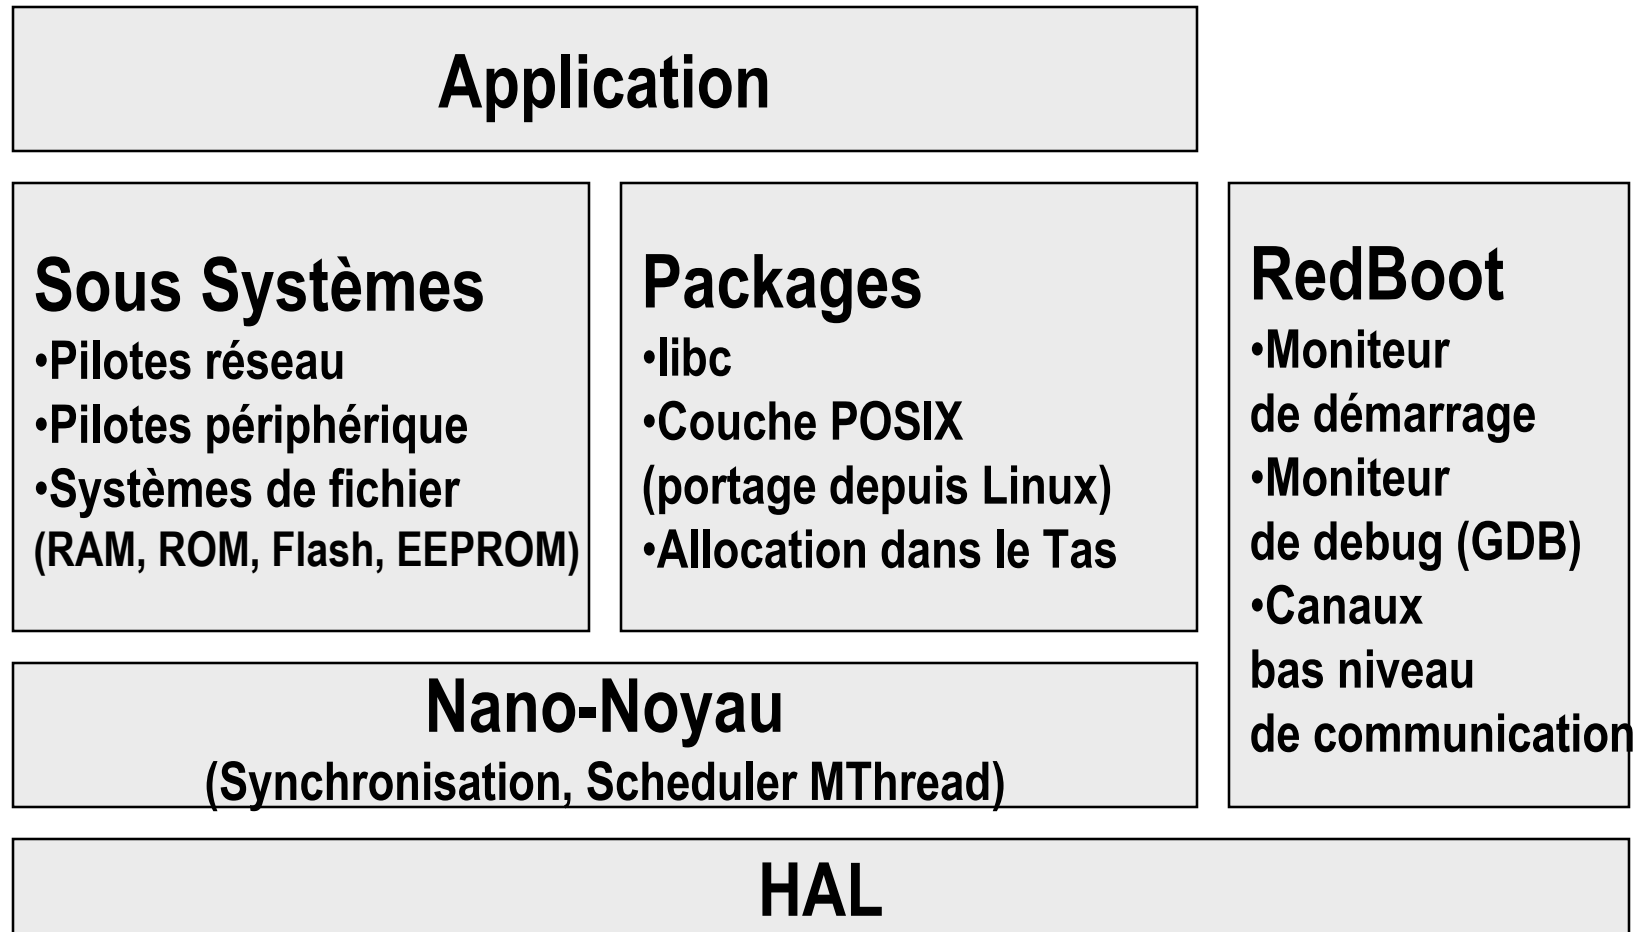 Application
Sous Systèmes
•Pilotes réseau
•Pilotes périphérique
•Systèmes de fichier
(RAM, ROM, Flash, EEPROM)
Packages
•libc
•Couche POSIX
(portage depuis Linux)
•Allocation dans le Tas
RedBoot
•Moniteur
de démarrage
•Moniteur
de debug (GDB)
•Canaux
bas niveau
de communication
Nano-Noyau
(Synchronisation, Scheduler MThread)
HAL